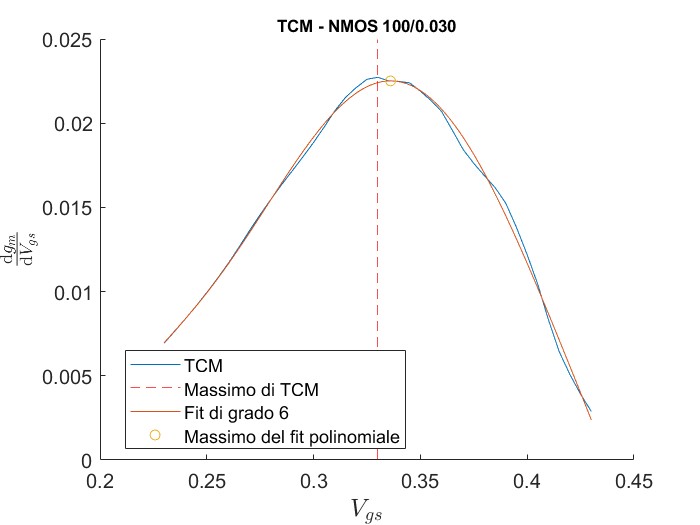 TCM - NMOS 100/0.030
0.025
0.02
0.015
0.01
0.005
0
dg_m
dV_gs
TCM
Massimo di TCM
Fit di grado 6
Massimo del fit polinomiale
0.2 0.25 0.3 0.35 0.4 0.45
V_gs